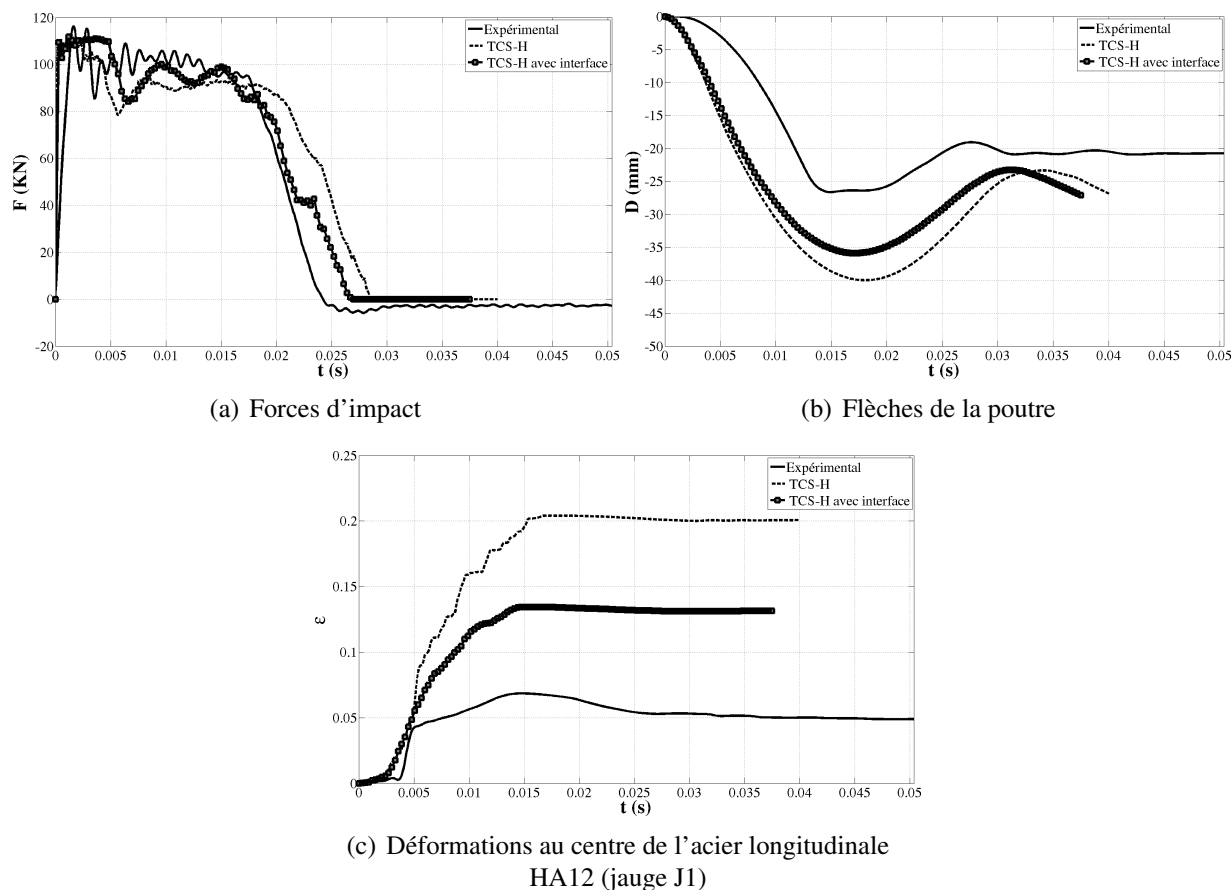 120
100
80
60
40
20
0
-20
F (KN)
Expérimental
TCS-H
TCS-H avec interface
0 0.005 0.01 0.015 0.02 0.025 0.03 0.035 0.04 0.045 0.05
t (s)
(a) Forces d'impact
0
-5
-10
-15
-20
-25
-30
-35
-40
-45
-50
D (mm)
Expérimental
TCS-H
TCS-H avec interface
0 0.005 0.01 0.015 0.02 0.025 0.03 0.035 0.04 0.045 0.05
t (s)
(b) Flèches de la poutre
0.25
0.2
0.15
0.1
0.05
0
ε
Expérimental
TCS-H
TCS-H avec interface
0 0.005 0.01 0.015 0.02 0.025 0.03 0.035 0.04 0.045 0.05
t (s)
(c) Déformations au centre de l'acier longitudinale
HA12 (jauge J1)